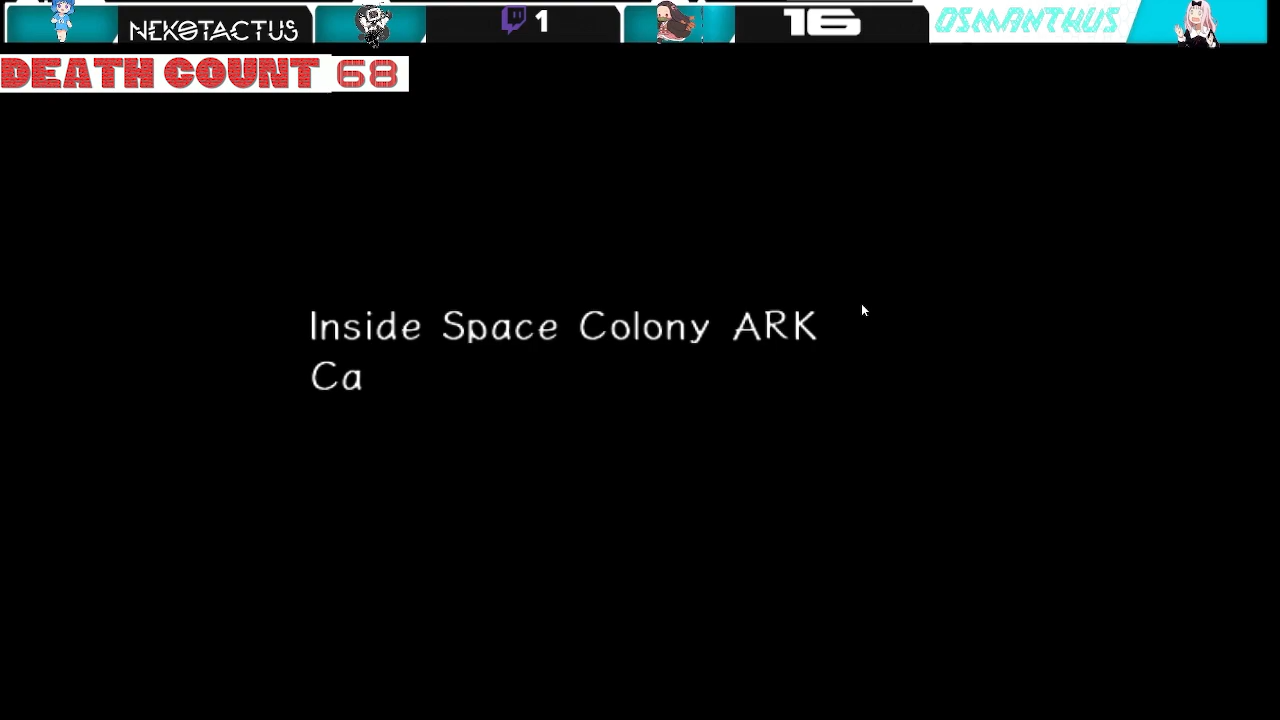 NEKOTACTUS 1 16 OSMANTHUS
DEATH COUNT 68
Inside Space Colony ARK
Ca